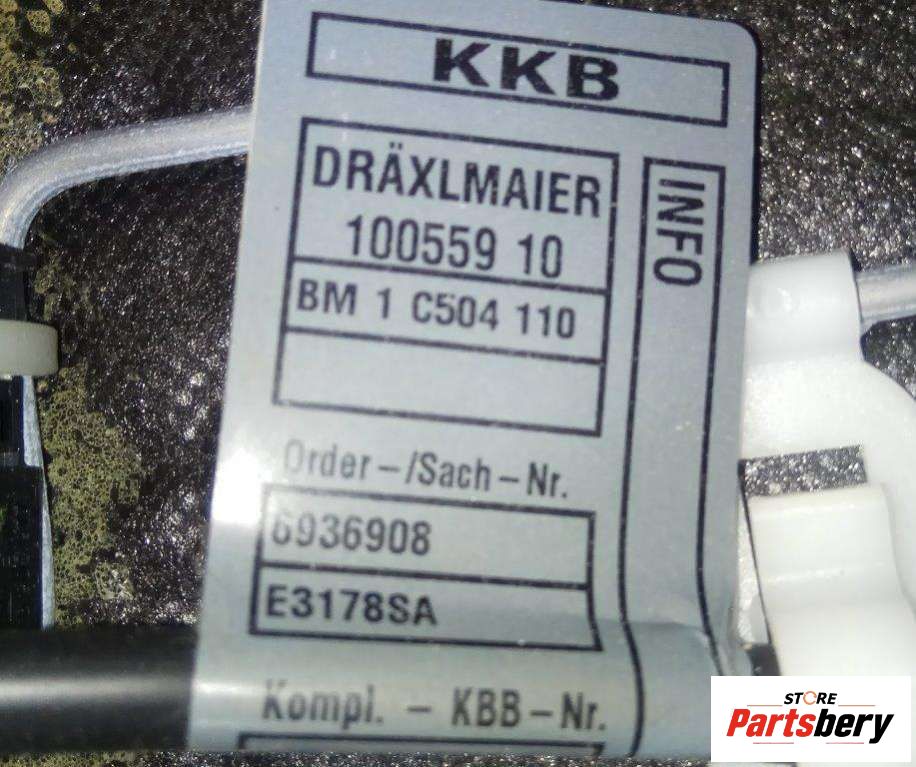 KKB
DRÄXLMAIER
100559 10
BM 1 C504 110
INFO
Order-/Sach-Nr.
6936908
E3178SA
Kompl. - KBB-Nr.
STORE
Partsbery